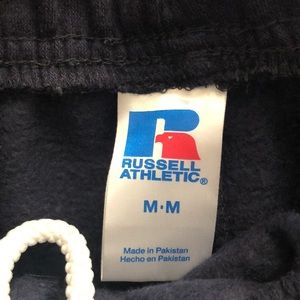 R
RUSSELL
ATHLETIC®
M·M
Made in Pakistan
Hecho en Pakistan